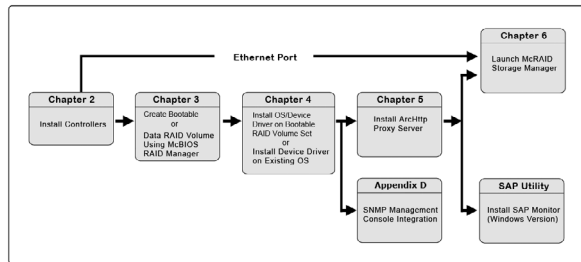 Chapter 6
Launch McRAID
Storage Manager
Ethernet Port
Chapter 2
Install Controllers
Chapter 3
Create Bootable
or
Data RAID Volume
Using McBIOS
RAID Manager
Chapter 4
Install OS/Device
Driver on Bootable
RAID Volume Set
or
Install Device Driver
on Existing OS
Chapter 5
Install ArcHttp
Proxy Server
Appendix D
SNMP Management
Console Integration
SAP Utility
Install SAP Monitor
(Windows Version)